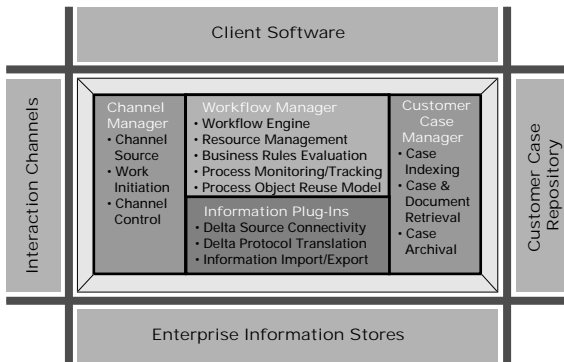 Client Software
Interaction Channels
Channel
Manager
• Channel
Source
• Work
Initiation
• Channel
Control
Workflow Manager
• Workflow Engine
• Resource Management
• Business Rules Evaluation
• Process Monitoring/Tracking
• Process Object Reuse Model
Information Plug-Ins
• Delta Source Connectivity
• Delta Protocol Translation
• Information Import/Export
Customer
Case
Manager
• Case
Indexing
• Case &
Document
Retrieval
• Case
Archival
Customer Case
Repository
Enterprise Information Stores